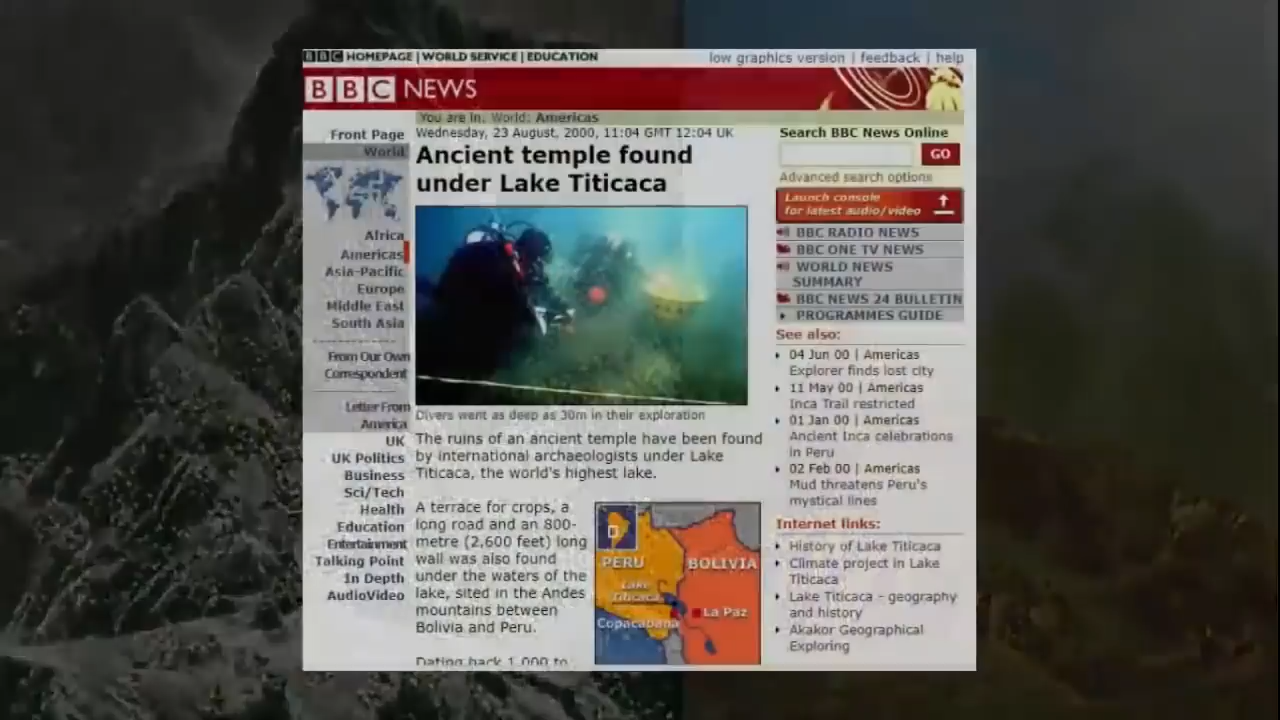 BBC HOMEPAGE | WORLD SERVICE | EDUCATION
low graphics version | feedback | help
BBC NEWS
You are in: World: Americas
Front Page
World
Africa
Americas
Asia-Pacific
Europe
Middle East
South Asia
From Our Own
Correspondent
Letter From
America
UK
UK Politics
Business
Sci/Tech
Health
Education
Entertainment
Talking Point
In Depth
AudioVideo
Wednesday, 23 August, 2000, 11:04 GMT 12:04 UK
Ancient temple found
under Lake Titicaca
Divers went as deep as 30m in their exploration
The ruins of an ancient temple have been found
by international archaeologists under Lake
Titicaca, the world's highest lake.
A terrace for crops, a
long road and an 800-
metre (2,600 feet) long
wall was also found
under the waters of the
lake, sited in the Andes
mountains between
Bolivia and Peru.
Dating back 1,000 to
PERU
BOLIVIA
Lake
Titicaca
La Paz
Copacabana
Search BBC News Online
GO
Advanced search options
Launch console
for latest audio/video
BBC RADIO NEWS
BBC ONE TV NEWS
WORLD NEWS
SUMMARY
BBC NEWS 24 BULLETIN
PROGRAMMES GUIDE
See also:
04 Jun 00 | Americas
Explorer finds lost city
11 May 00 | Americas
Inca Trail restricted
01 Jan 00 | Americas
Ancient Inca celebrations
in Peru
02 Feb 00 | Americas
Mud threatens Peru's
mystical lines
Internet links:
History of Lake Titicaca
Climate project in Lake
Titicaca
Lake Titicaca - geography
and history
Akakor Geographical
Exploring